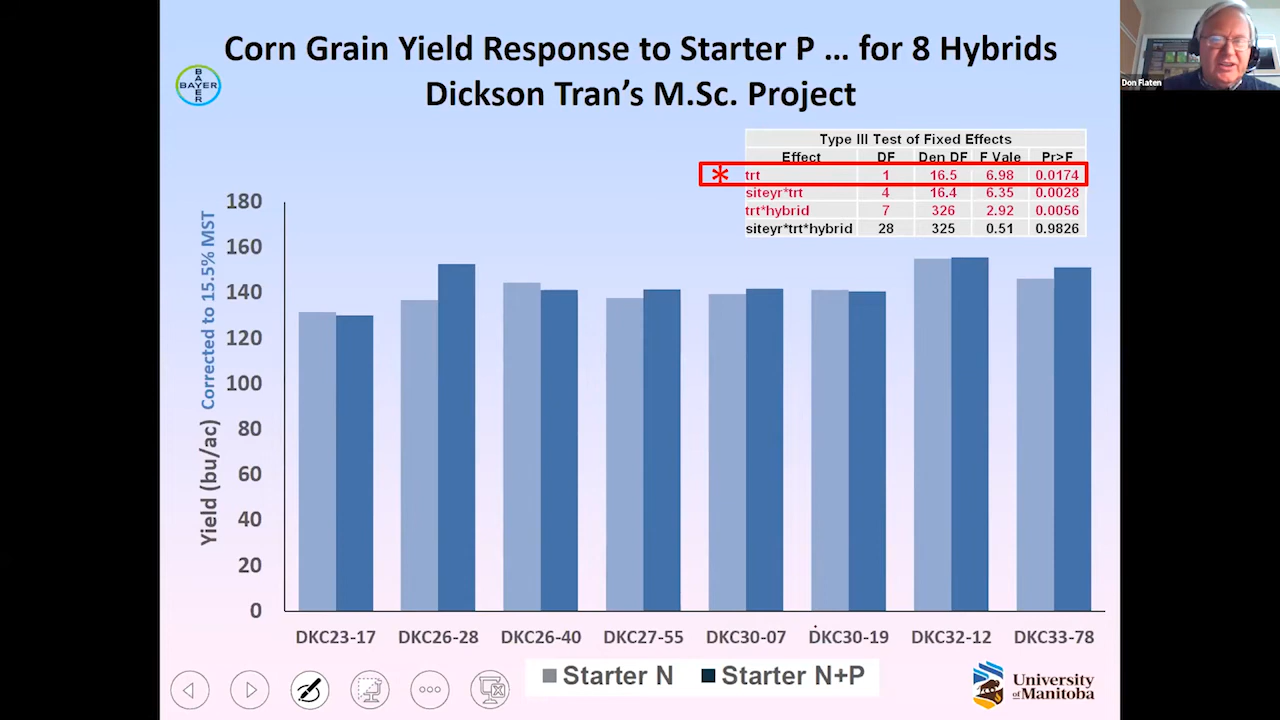 Corn Grain Yield Response to Starter P … for 8 Hybrids
Dickson Tran's M.Sc. Project
BAYER
BAYER
Don Flaten
Type III Test of Fixed Effects
Effect DF Den DF F Vale Pr>F
* trt 1 16.5 6.98 0.0174
siteyr*trt 4 16.4 6.35 0.0028
trt*hybrid 7 326 2.92 0.0056
siteyr*trt*hybrid 28 325 0.51 0.9826
Yield (bu/ac) Corrected to 15.5% MST
180
160
140
120
100
80
60
40
20
0
DKC23-17 DKC26-28 DKC26-40 DKC27-55 DKC30-07 DKC30-19 DKC32-12 DKC33-78
Starter N Starter N+P
University
of Manitoba